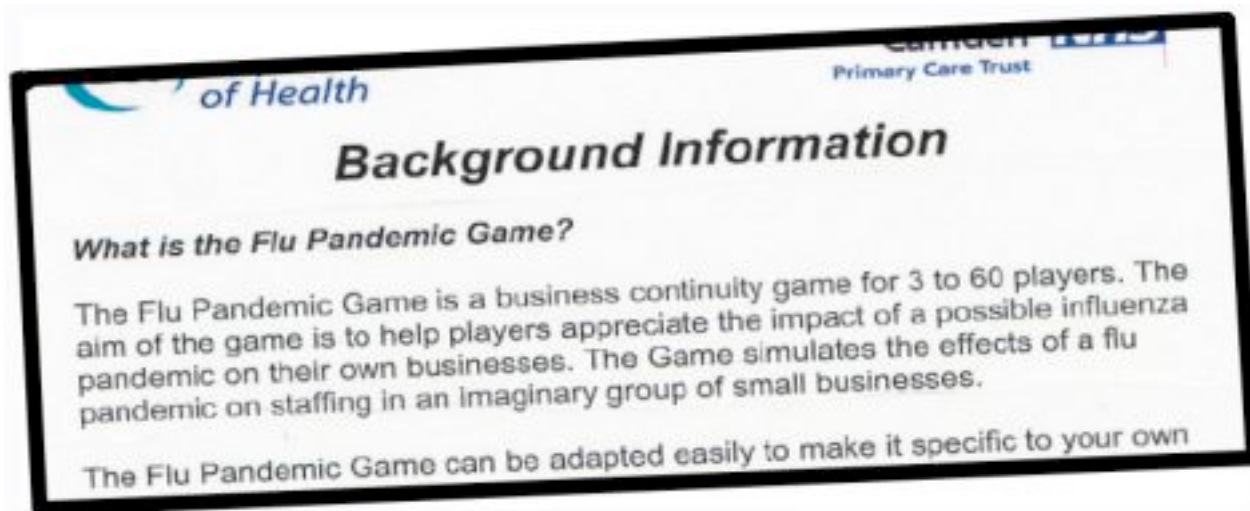 of Health
Camden NHS
Primary Care Trust
Background Information
What is the Flu Pandemic Game?
The Flu Pandemic Game is a business continuity game for 3 to 60 players. The
aim of the game is to help players appreciate the impact of a possible influenza
pandemic on their own businesses. The Game simulates the effects of a flu
pandemic on staffing in an imaginary group of small businesses.
The Flu Pandemic Game can be adapted easily to make it specific to your own